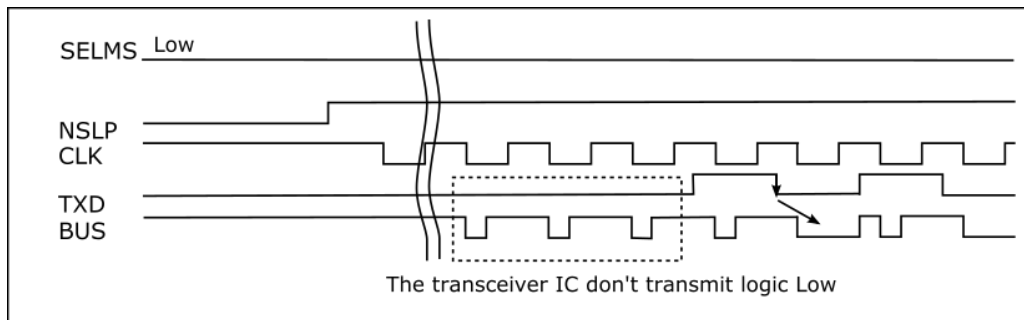 SELMS Low
NSLP
CLK
TXD
BUS
The transceiver IC don't transmit logic Low